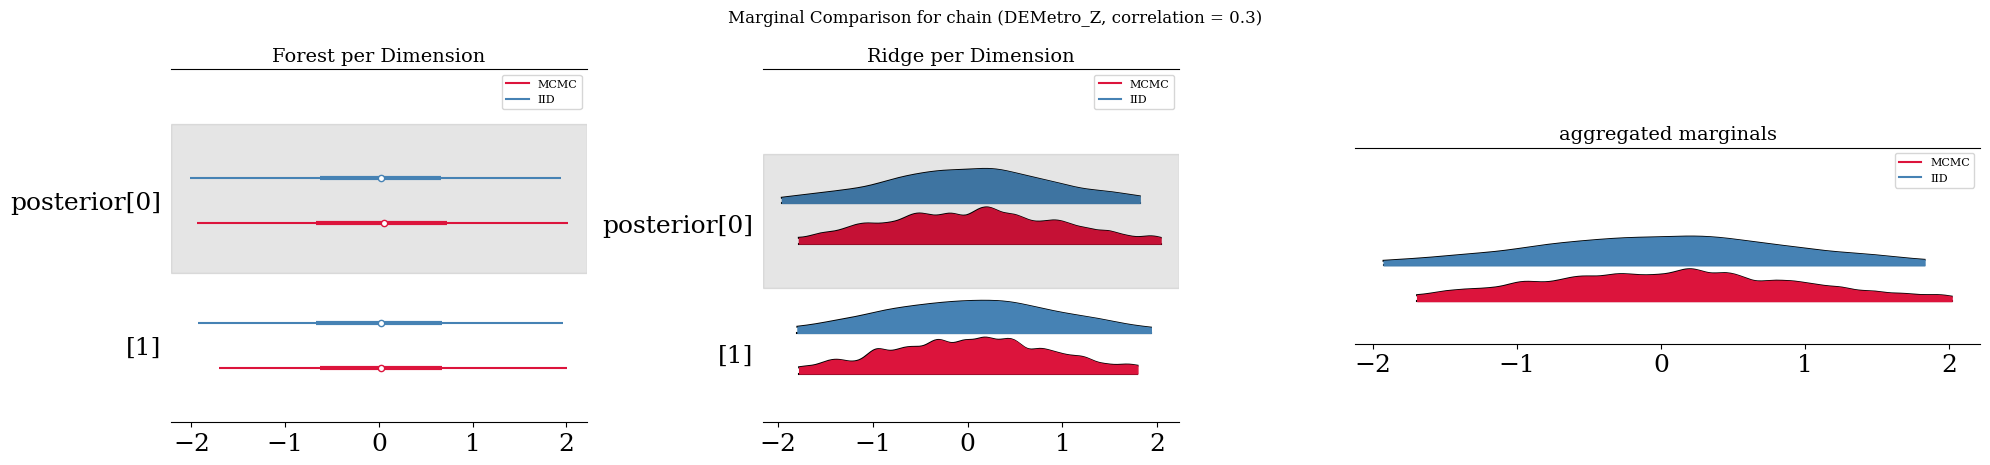 Marginal Comparison for chain (DEMetro_Z, correlation = 0.3)
Forest per Dimension
MCMC
IID
posterior[0]
[1]
−2 −1 0 1 2
Ridge per Dimension
MCMC
IID
posterior[0]
[1]
−2 −1 0 1 2
aggregated marginals
MCMC
IID
−2 −1 0 1 2